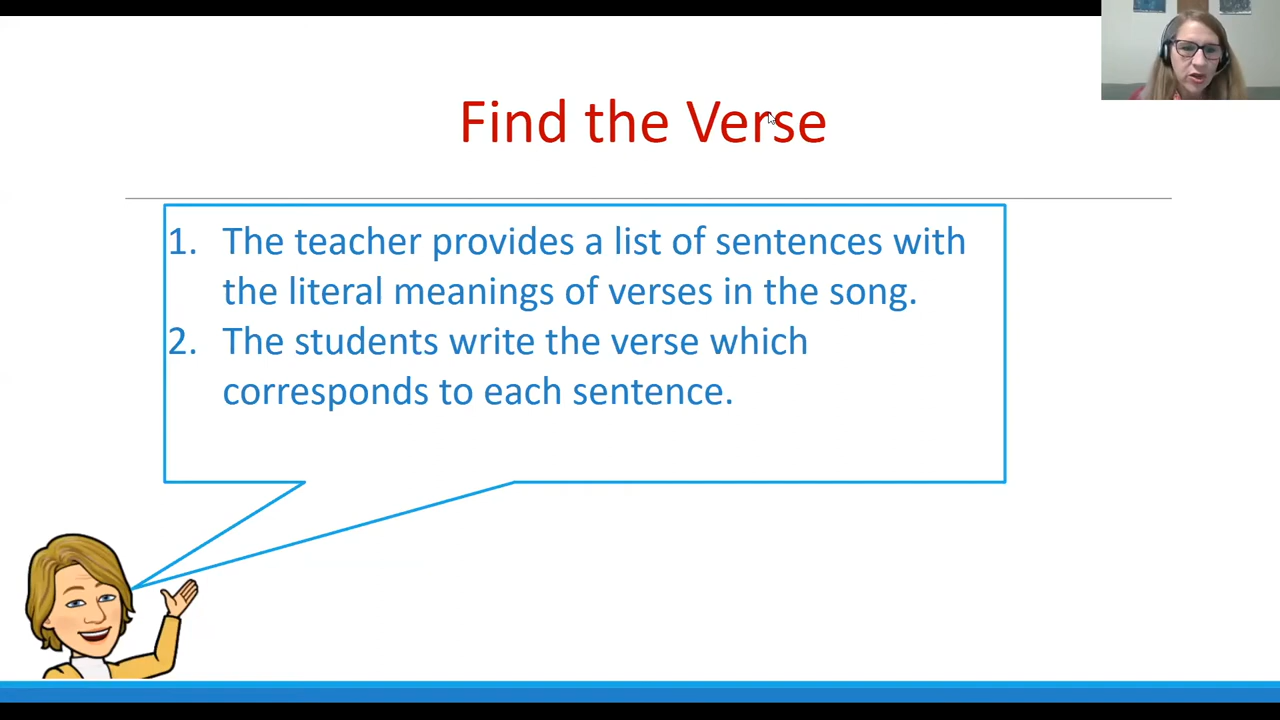 Find the Verse
1. The teacher provides a list of sentences with
the literal meanings of verses in the song.
2. The students write the verse which
corresponds to each sentence.